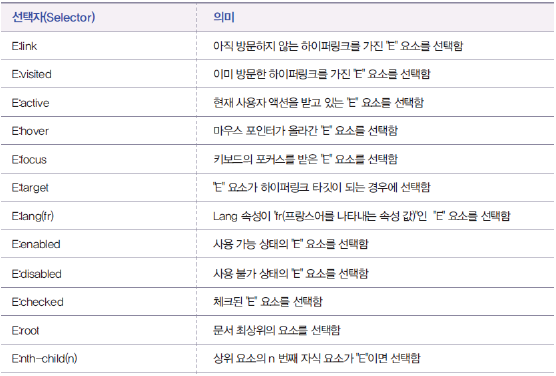 선택자(Selector) 의미
E:link 아직 방문하지 않는 하이퍼링크를 가진 "E" 요소를 선택함
E:visited 이미 방문한 하이퍼링크를 가진 "E" 요소를 선택함
E:active 현재 사용자 액션을 받고 있는 "E" 요소를 선택함
E:hover 마우스 포인터가 올라간 "E" 요소를 선택함
E:focus 키보드의 포커스를 받은 "E" 요소를 선택함
E:target "E" 요소가 하이퍼링크 타깃이 되는 경우에 선택함
E:lang(fr) Lang 속성이 'fr(프랑스어를 나타내는 속성 값)'인 "E" 요소를 선택함
E:enabled 사용 가능 상태의 "E" 요소를 선택함
E:disabled 사용 불가 상태의 "E" 요소를 선택함
E:checked 체크된 "E" 요소를 선택함
E:root 문서 최상위의 요소를 선택함
E:nth-child(n) 상위 요소의 n 번째 자식 요소가 "E"이면 선택함